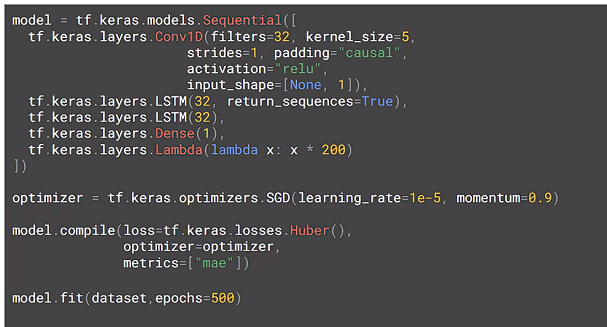 model = tf.keras.models.Sequential([
  tf.keras.layers.Conv1D(filters=32, kernel_size=5,
                         strides=1, padding="causal",
                         activation="relu",
                         input_shape=[None, 1]),
  tf.keras.layers.LSTM(32, return_sequences=True),
  tf.keras.layers.LSTM(32),
  tf.keras.layers.Dense(1),
  tf.keras.layers.Lambda(lambda x: x * 200)
])
optimizer = tf.keras.optimizers.SGD(learning_rate=1e-5, momentum=0.9)
model.compile(loss=tf.keras.losses.Huber(),
              optimizer=optimizer,
              metrics=["mae"])
model.fit(dataset,epochs=500)